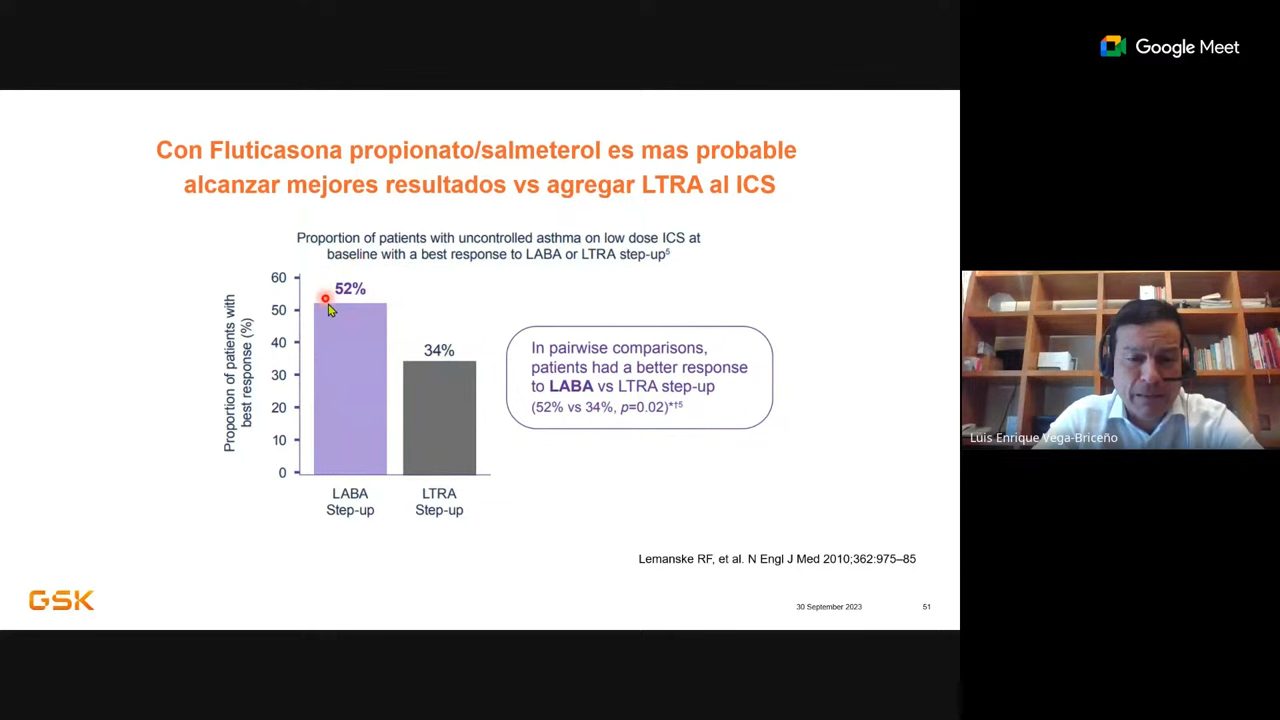 Google Meet
Con Fluticasona propionato/salmeterol es mas probable
alcanzar mejores resultados vs agregar LTRA al ICS
Proportion of patients with uncontrolled asthma on low dose ICS at
baseline with a best response to LABA or LTRA step-up⁵
Proportion of patients with
best response (%)
60
50
40
30
20
10
0
52%
34%
LABA
Step-up
LTRA
Step-up
In pairwise comparisons,
patients had a better response
to LABA vs LTRA step-up
(52% vs 34%, p=0.02)*†⁵
Lemanske RF, et al. N Engl J Med 2010;362:975–85
GSK
30 September 2023
51
Luis Enrique Vega-Briceño